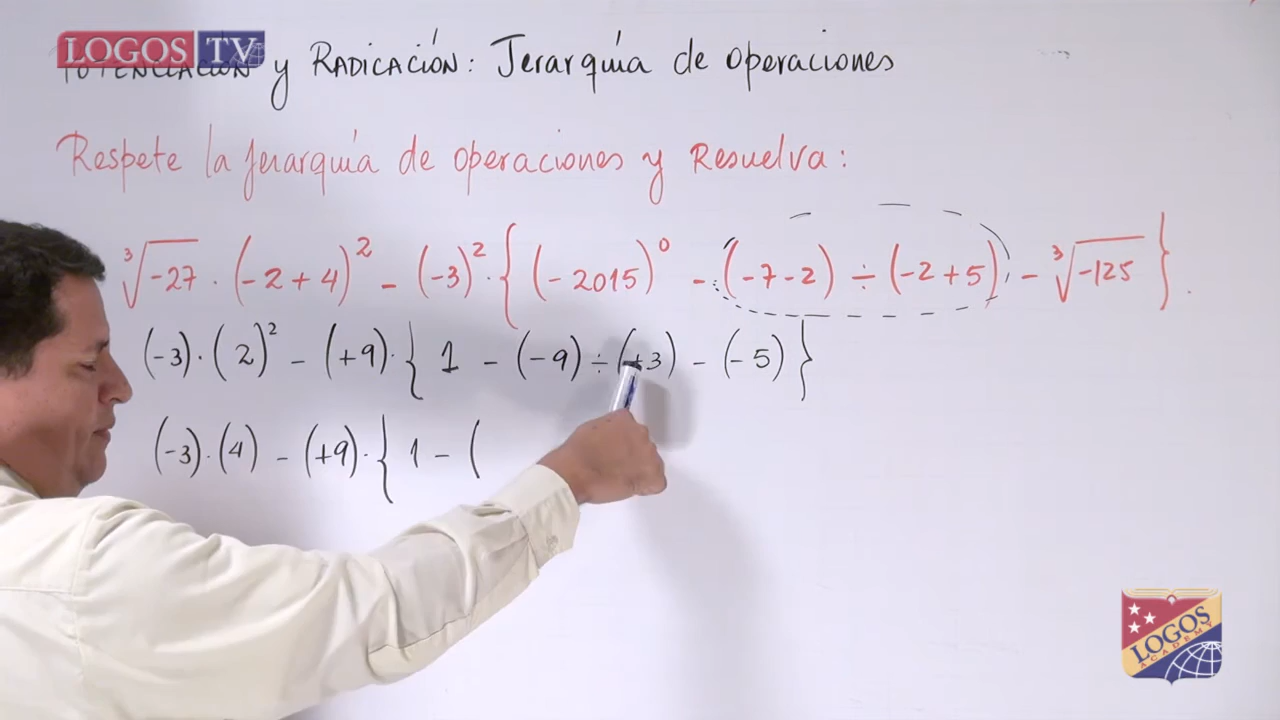 LOGOS TV
POTENCIACIÓN y RADICACIÓN: Jerarquía de operaciones
Respete la jerarquía de operaciones y Resuelva:
∛-27 · (-2+4)² - (-3)² · { (-2015)⁰ - (-7-2) ÷ (-2+5) - ∛-125 }
(-3)·(2)² - (+9)·{ 1 - (-9) ÷ (+3) - (-5) }
(-3)·(4) - (+9)·{ 1 - (
LOGOS
ACADEMY